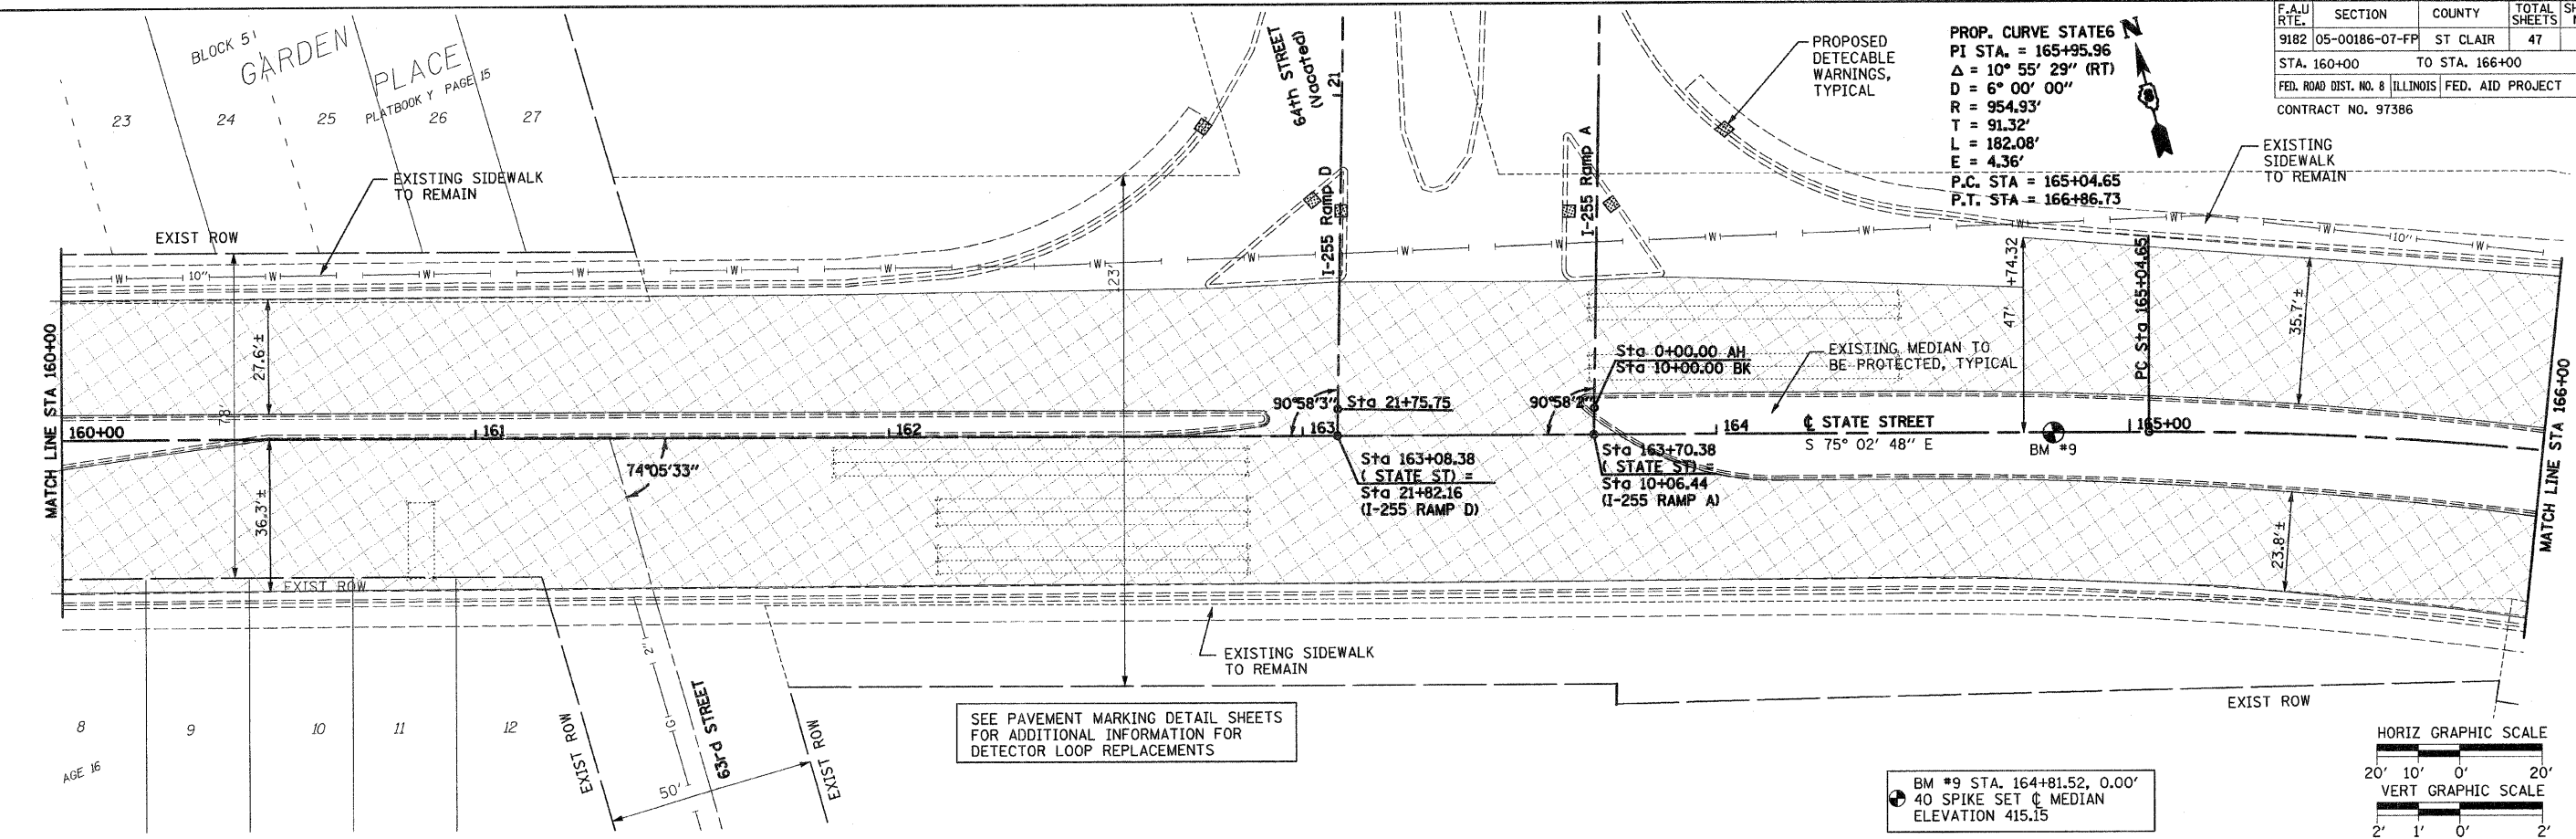 F.A.U RTE. SECTION COUNTY TOTAL SHEETS
9182 05-00186-07-FP ST CLAIR 47
STA. 160+00 TO STA. 166+00
FED. ROAD DIST. NO. 8 ILLINOIS FED. AID PROJECT
CONTRACT NO. 97386
PROP. CURVE STATE6
PI STA. = 165+95.96
Δ = 10° 55' 29" (RT)
D = 6° 00' 00"
R = 954.93'
T = 91.32'
L = 182.08'
E = 4.36'
P.C. STA = 165+04.65
P.T. STA = 166+86.73
N
BLOCK 5
GARDEN
PLACE
PLATBOOK Y PAGE 15
23
24
25
26
27
EXISTING SIDEWALK
TO REMAIN
EXIST ROW
64th STREET
(Vacated)
21
I-255 Ramp D
I-255 Ramp A
PROPOSED
DETECABLE
WARNINGS,
TYPICAL
EXISTING
SIDEWALK
TO REMAIN
W 10" W W W W W W W W W W W W W W 10" W
123'
78'
27.6'±
36.3'±
MATCH LINE STA 160+00
160+00
161
162
163
164
165+00
74°05'33"
90°58'3"
Sta 21+75.75
Sta 163+08.38
( STATE ST) =
Sta 21+82.16
(I-255 RAMP D)
90°58'2"
Sta 0+00.00 AH
Sta 10+00.00 BK
Sta 163+70.38
( STATE ST) =
Sta 10+06.44
(I-255 RAMP A)
EXISTING MEDIAN TO
BE PROTECTED, TYPICAL
℄ STATE STREET
S 75° 02' 48" E
BM #9
47'
+74.32
PC Sta 165+04.65
35.7'±
23.8'±
MATCH LINE STA 166+00
EXIST ROW
EXISTING SIDEWALK
TO REMAIN
8
9
10
11
12
AGE 16
EXIST ROW
2"
G
63rd STREET
50'
EXIST ROW
EXIST ROW
SEE PAVEMENT MARKING DETAIL SHEETS
FOR ADDITIONAL INFORMATION FOR
DETECTOR LOOP REPLACEMENTS
BM #9 STA. 164+81.52, 0.00'
40 SPIKE SET ℄ MEDIAN
ELEVATION 415.15
HORIZ GRAPHIC SCALE
20' 10' 0' 20'
VERT GRAPHIC SCALE
2' 1' 0' 2'